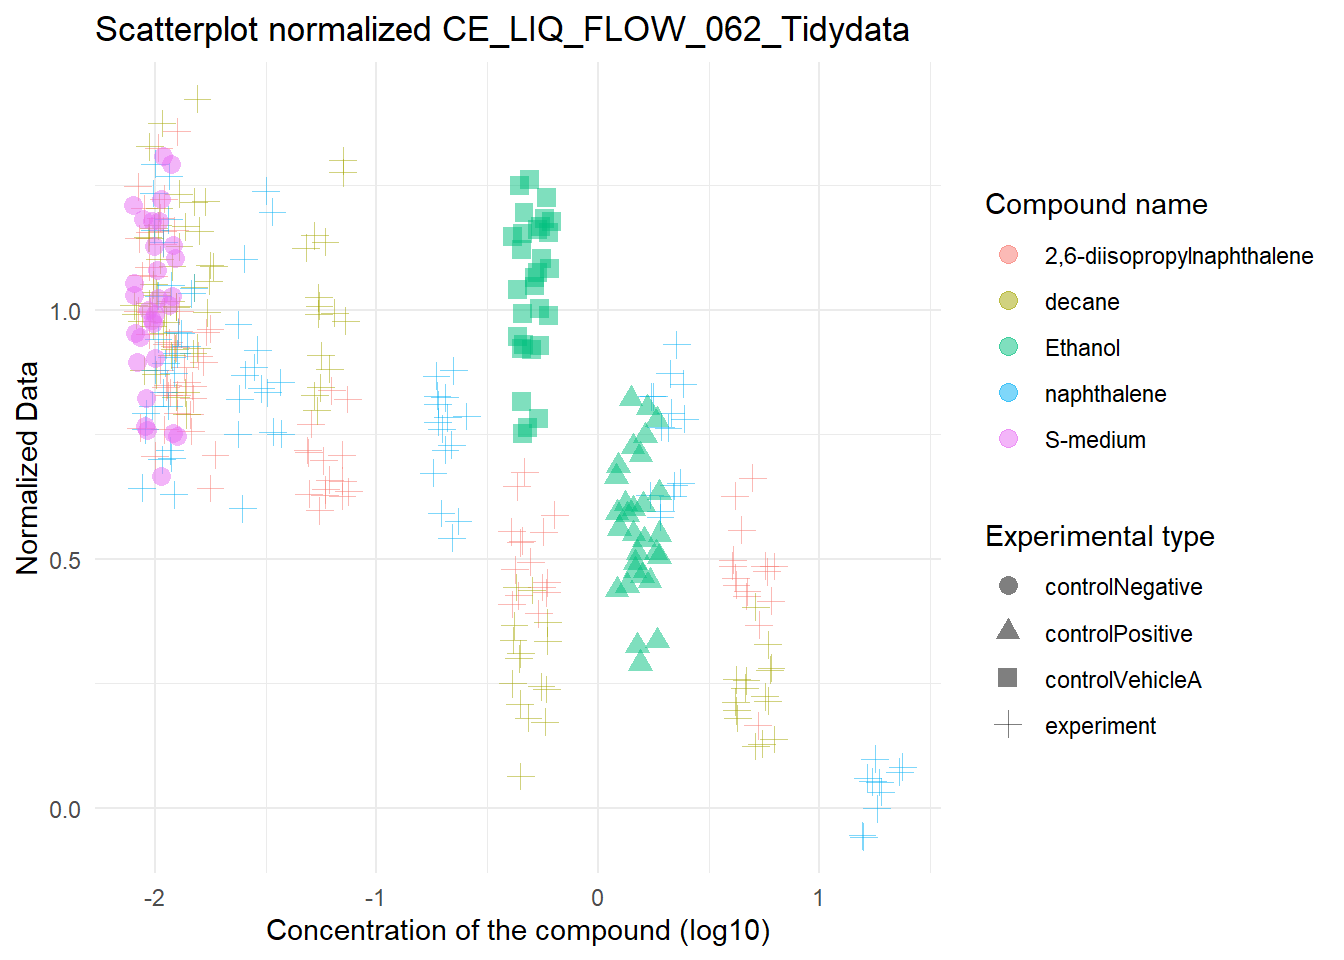 Scatterplot normalized CE_LIQ_FLOW_062_Tidydata
Normalized Data
1.0
0.5
0.0
-2
-1
0
1
Concentration of the compound (log10)
Compound name
2,6-diisopropylnaphthalene
decane
Ethanol
naphthalene
S-medium
Experimental type
controlNegative
controlPositive
controlVehicleA
experiment